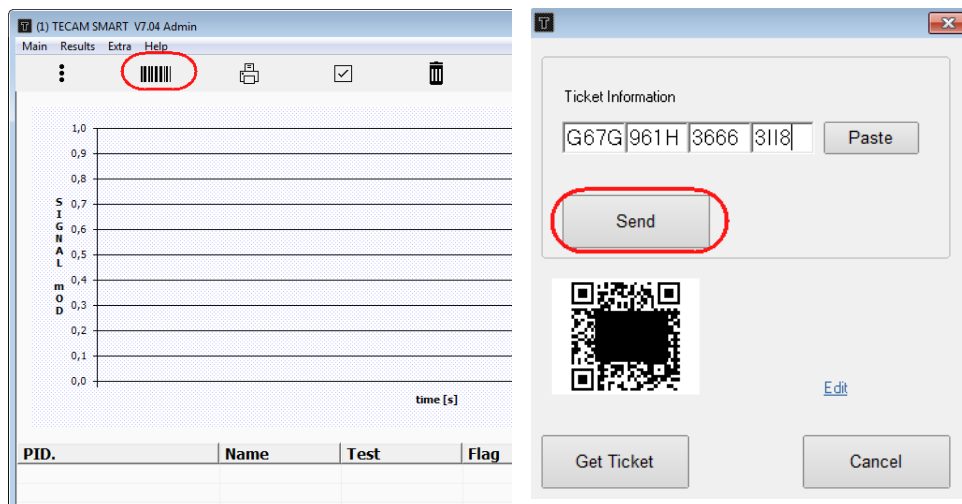 (1) TECAM SMART V7.04 Admin
Main Results Extra Help
1,0
0,9
0,8
0,7
0,6
0,5
0,4
0,3
0,2
0,1
0,0
SIGNAL mOD
time [s]
PID. Name Test Flag
Ticket Information
G67G 961H 3666 3II8 Paste
Send
Edit
Get Ticket Cancel